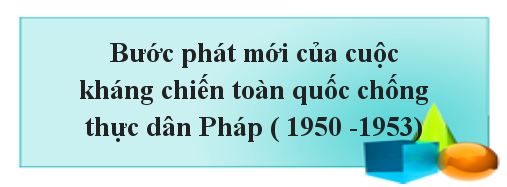 Bước phát mới của cuộc
kháng chiến toàn quốc chống
thực dân Pháp ( 1950 -1953)